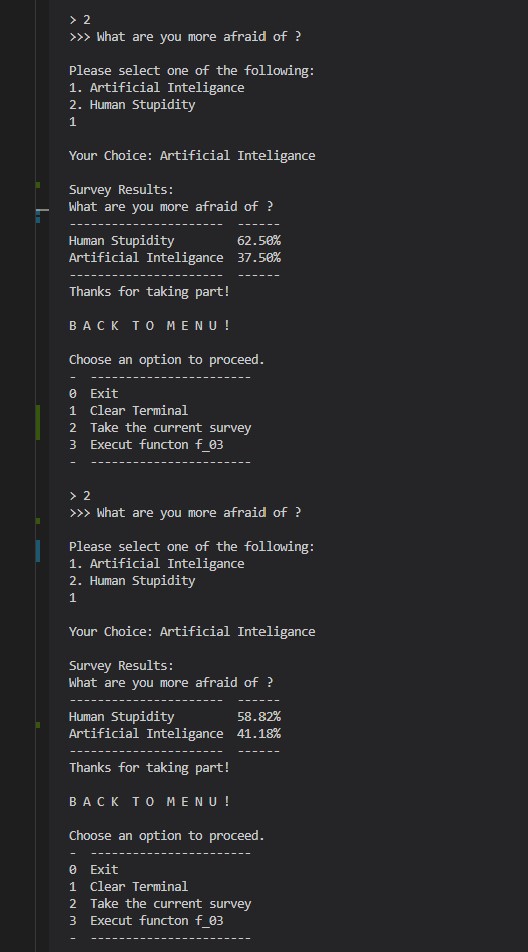 > 2
>>> What are you more afraid of ?
Please select one of the following:
1. Artificial Inteligance
2. Human Stupidity
1
Your Choice: Artificial Inteligance
Survey Results:
What are you more afraid of ?
----------------------  ------
Human Stupidity         62.50%
Artificial Inteligance  37.50%
----------------------  ------
Thanks for taking part!
B A C K  T O  M E N U !
Choose an option to proceed.
-  -----------------------
0  Exit
1  Clear Terminal
2  Take the current survey
3  Execut functon f_03
-  -----------------------
> 2
>>> What are you more afraid of ?
Please select one of the following:
1. Artificial Inteligance
2. Human Stupidity
1
Your Choice: Artificial Inteligance
Survey Results:
What are you more afraid of ?
----------------------  ------
Human Stupidity         58.82%
Artificial Inteligance  41.18%
----------------------  ------
Thanks for taking part!
B A C K  T O  M E N U !
Choose an option to proceed.
-  -----------------------
0  Exit
1  Clear Terminal
2  Take the current survey
3  Execut functon f_03
-  -----------------------